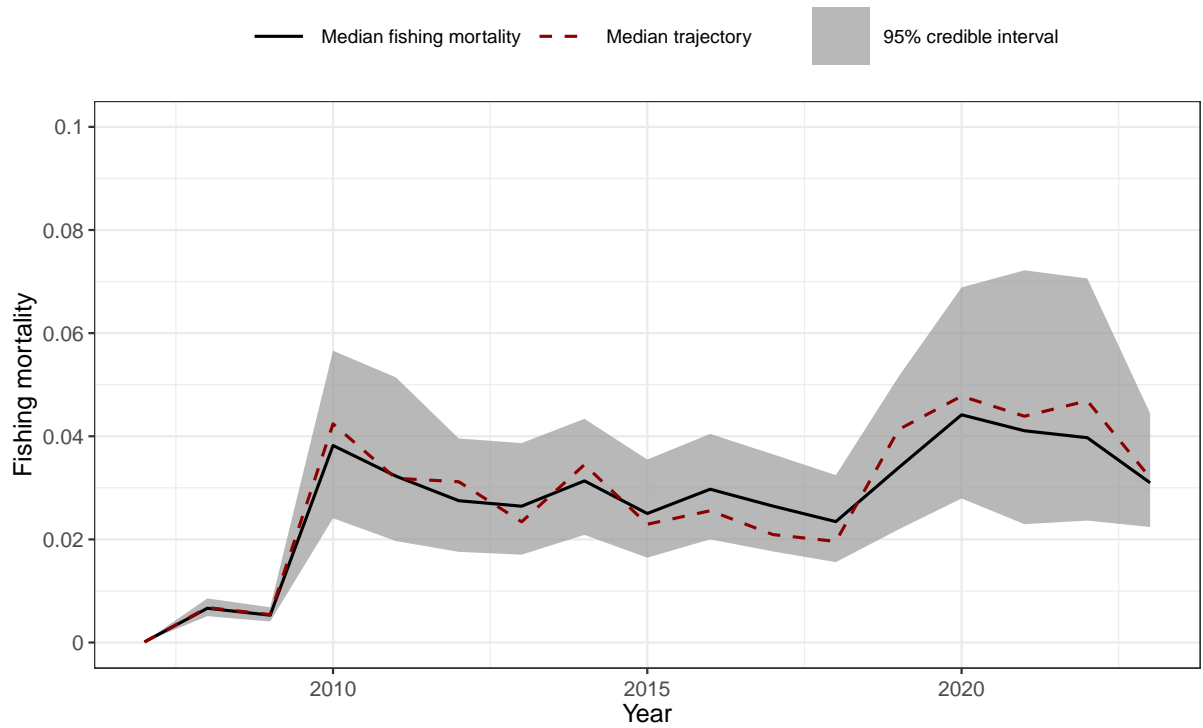 Median fishing mortality Median trajectory 95% credible interval
0.1
0.08
0.06
0.04
0.02
0
Fishing mortality
2010 2015 2020
Year